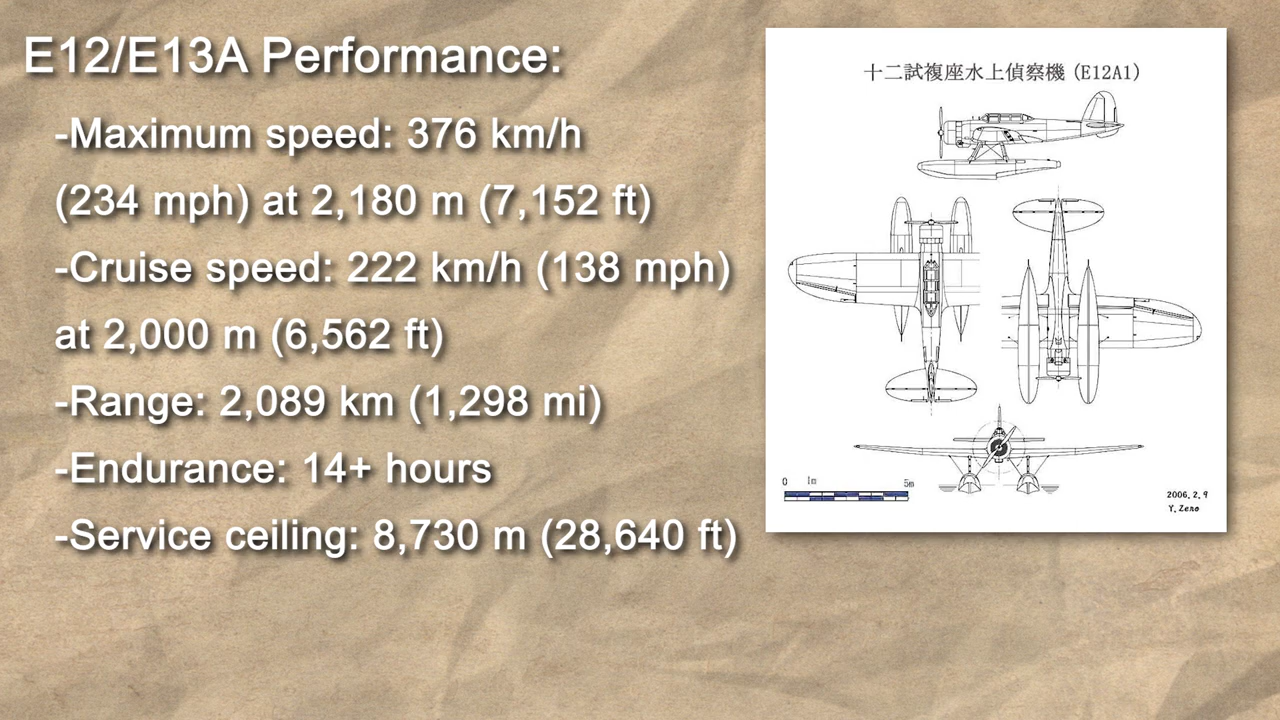 E12/E13A Performance:
-Maximum speed: 376 km/h
(234 mph) at 2,180 m (7,152 ft)
-Cruise speed: 222 km/h (138 mph)
at 2,000 m (6,562 ft)
-Range: 2,089 km (1,298 mi)
-Endurance: 14+ hours
-Service ceiling: 8,730 m (28,640 ft)
十二試複座水上偵察機 (E12A1)
0 1m 5m
2006, 2, 9
Y, Zero